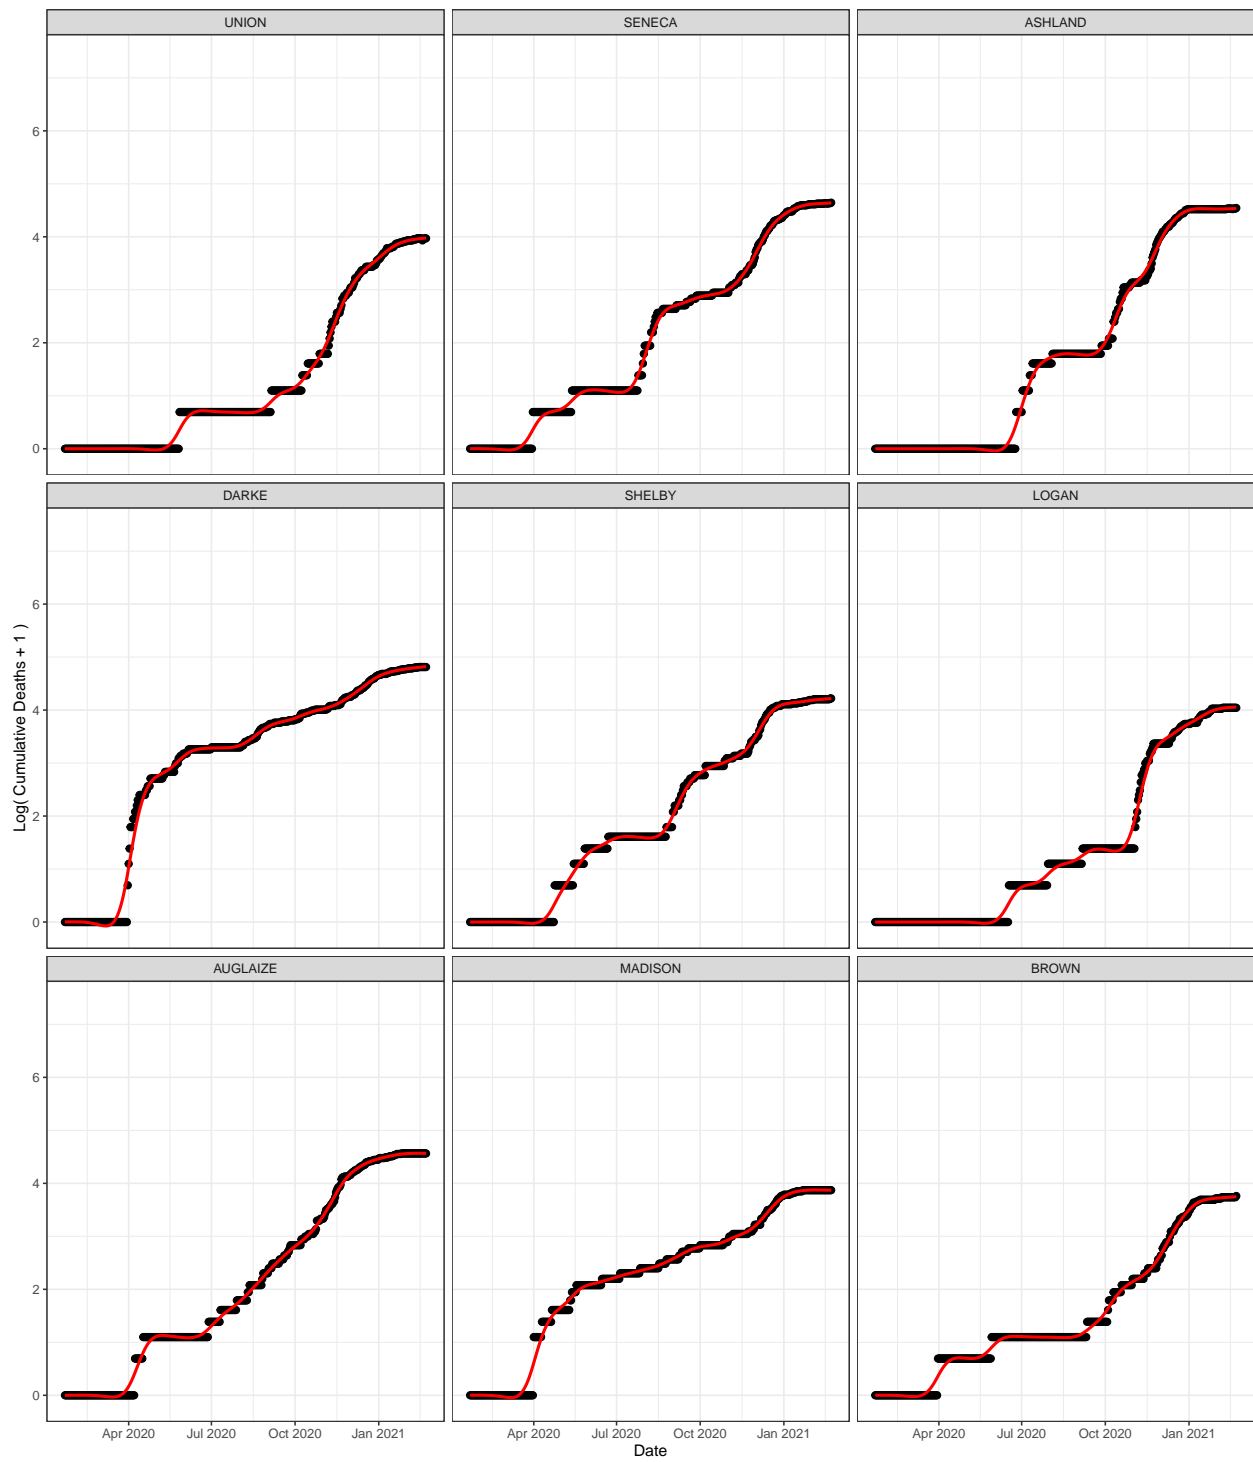 UNION SENECA ASHLAND
6
4
2
0
DARKE SHELBY LOGAN
6
4
2
0
Log( Cumulative Deaths + 1 )
AUGLAIZE MADISON BROWN
6
4
2
0
Apr 2020 Jul 2020 Oct 2020 Jan 2021 Apr 2020 Jul 2020 Oct 2020 Jan 2021 Apr 2020 Jul 2020 Oct 2020 Jan 2021
Date